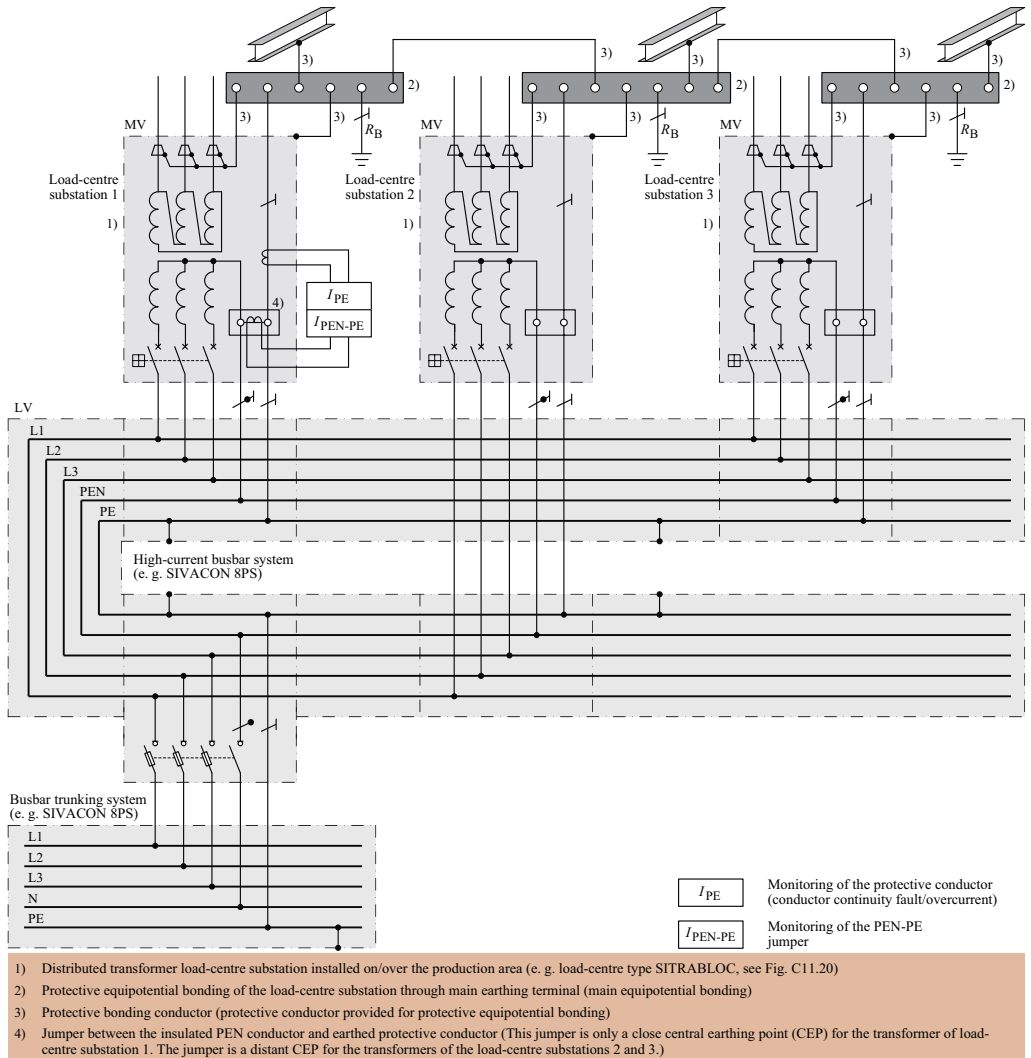 3)
3)
3)
3)
3)
2)
2)
2)
3)
3)
3)
3)
3)
3)
R_B
R_B
R_B
MV
MV
MV
Load-centre
substation 1
Load-centre
substation 2
Load-centre
substation 3
1)
1)
1)
I_PE
I_PEN-PE
4)
LV
L1
L2
L3
PEN
PE
High-current busbar system
(e. g. SIVACON 8PS)
Busbar trunking system
(e. g. SIVACON 8PS)
L1
L2
L3
N
PE
I_PE
Monitoring of the protective conductor
(conductor continuity fault/overcurrent)
I_PEN-PE
Monitoring of the PEN-PE
jumper
1) Distributed transformer load-centre substation installed on/over the production area (e. g. load-centre type SITRABLOC, see Fig. C11.20)
2) Protective equipotential bonding of the load-centre substation through main earthing terminal (main equipotential bonding)
3) Protective bonding conductor (protective conductor provided for protective equipotential bonding)
4) Jumper between the insulated PEN conductor and earthed protective conductor (This jumper is only a close central earthing point (CEP) for the transformer of load-
centre substation 1. The jumper is a distant CEP for the transformers of the load-centre substations 2 and 3.)